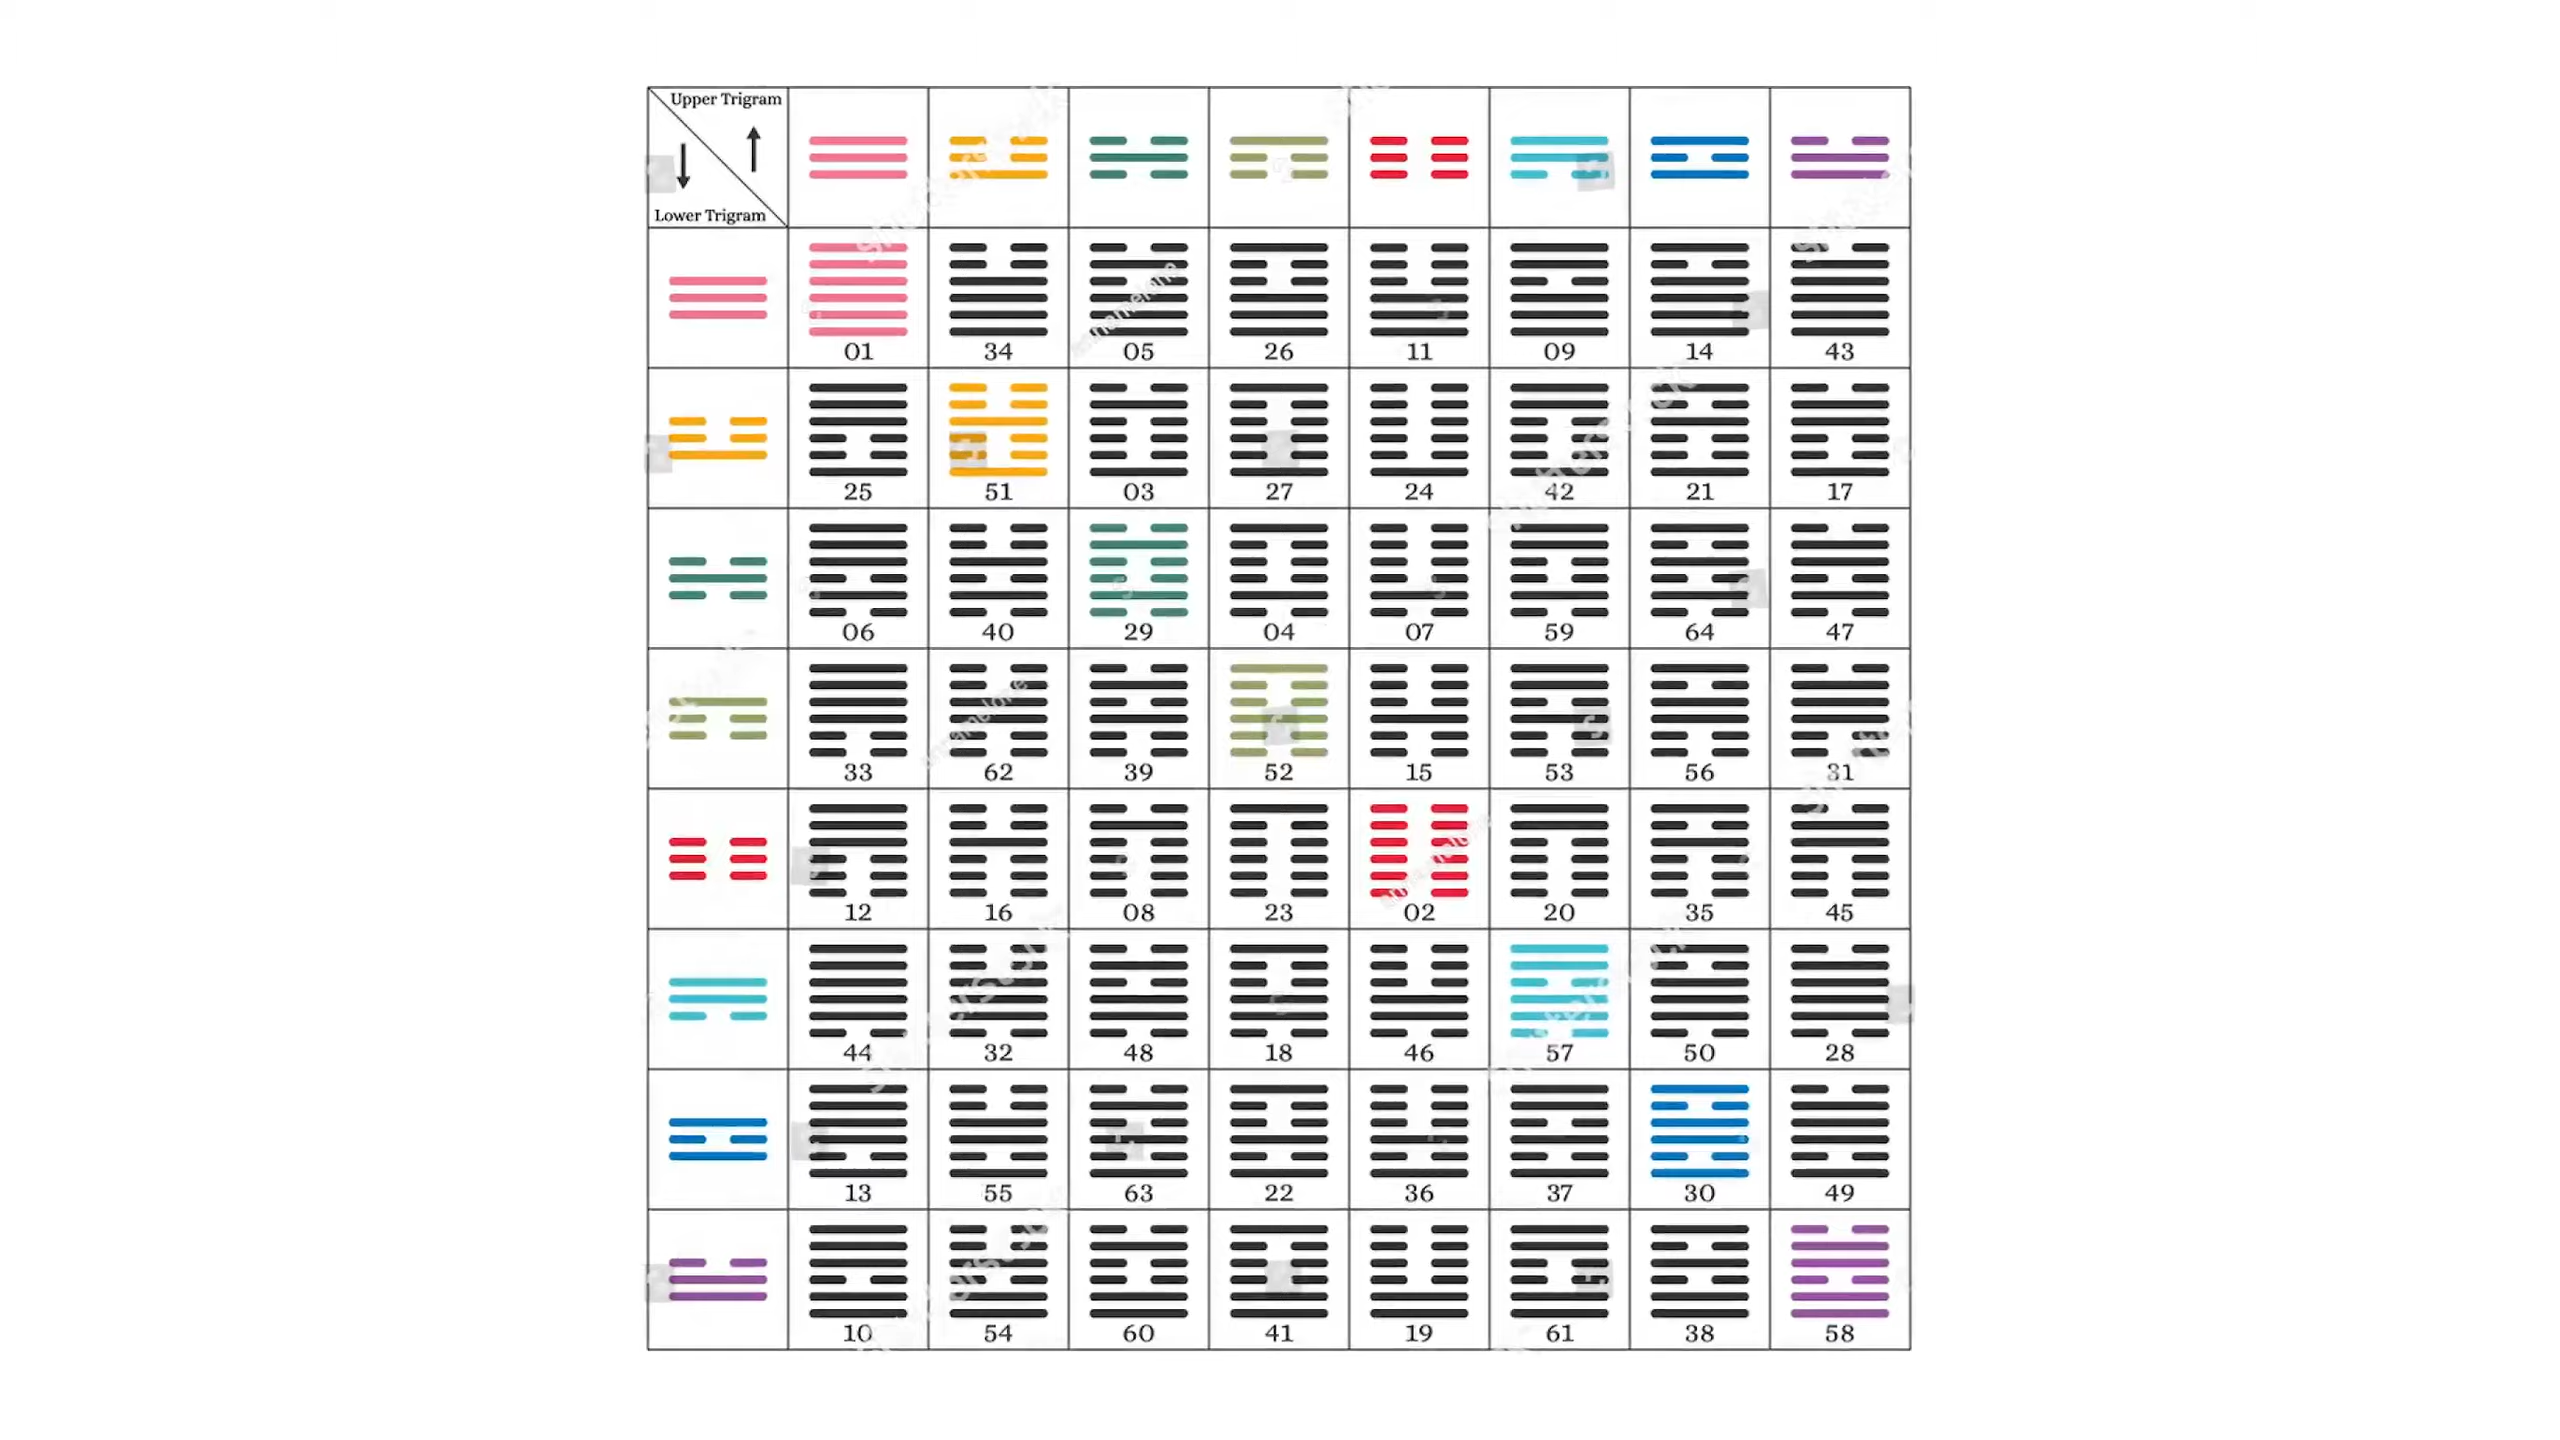 Upper Trigram
Lower Trigram
01 34 05 26 11 09 14 43
25 51 03 27 24 42 21 17
06 40 29 04 07 59 64 47
33 62 39 52 15 53 56 31
12 16 08 23 02 20 35 45
44 32 48 18 46 57 50 28
13 55 63 22 36 37 30 49
10 54 60 41 19 61 38 58